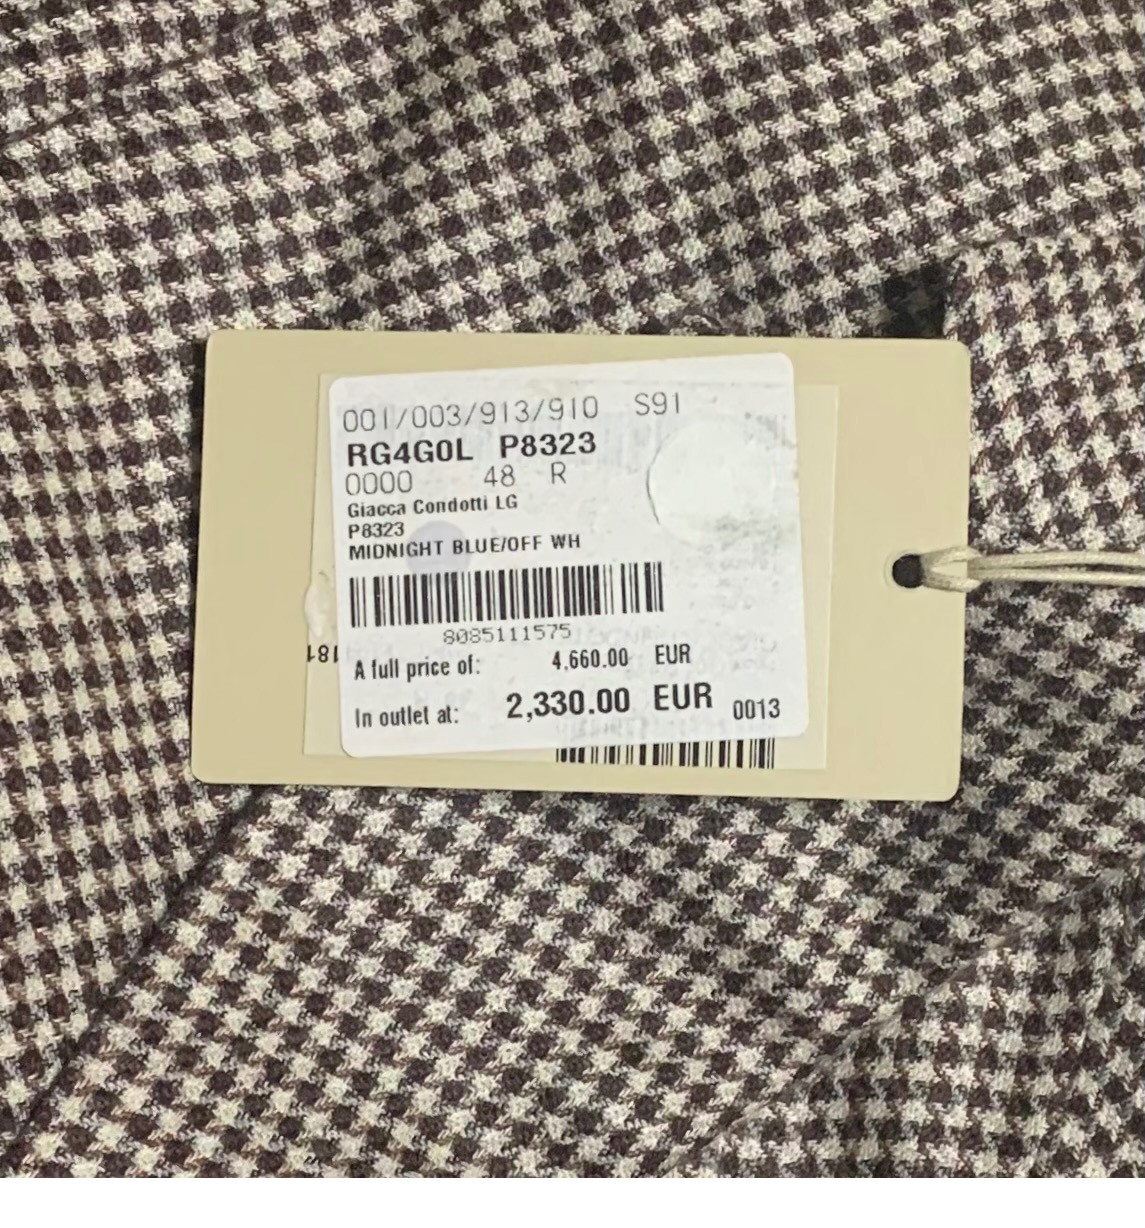 001/003/913/910 S91
RG4G0L P8323
0000 48 R
Giacca Condotti LG
P8323
MIDNIGHT BLUE/OFF WH
8085111575
181
A full price of: 4,660.00 EUR
In outlet at: 2,330.00 EUR 0013